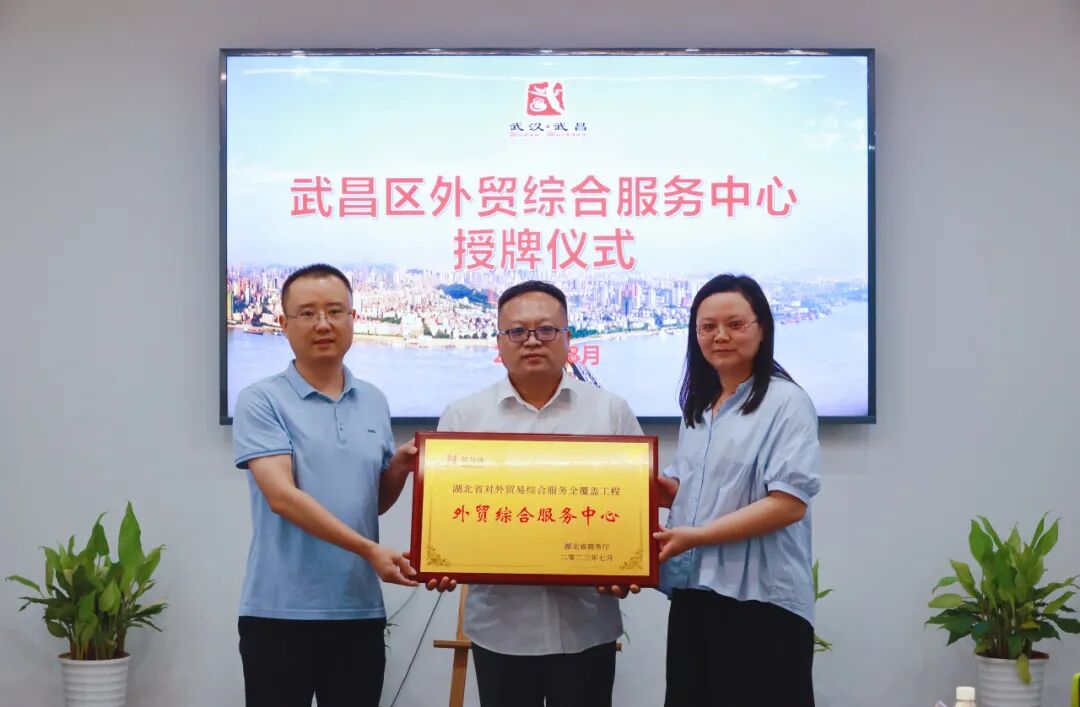 武汉·武昌
Wuhan Wuchang
武昌区外贸综合服务中心
授牌仪式
2 8月
湖北省对外贸易综合服务全覆盖工程
外贸综合服务中心
湖北省商务厅
二零二三年七月